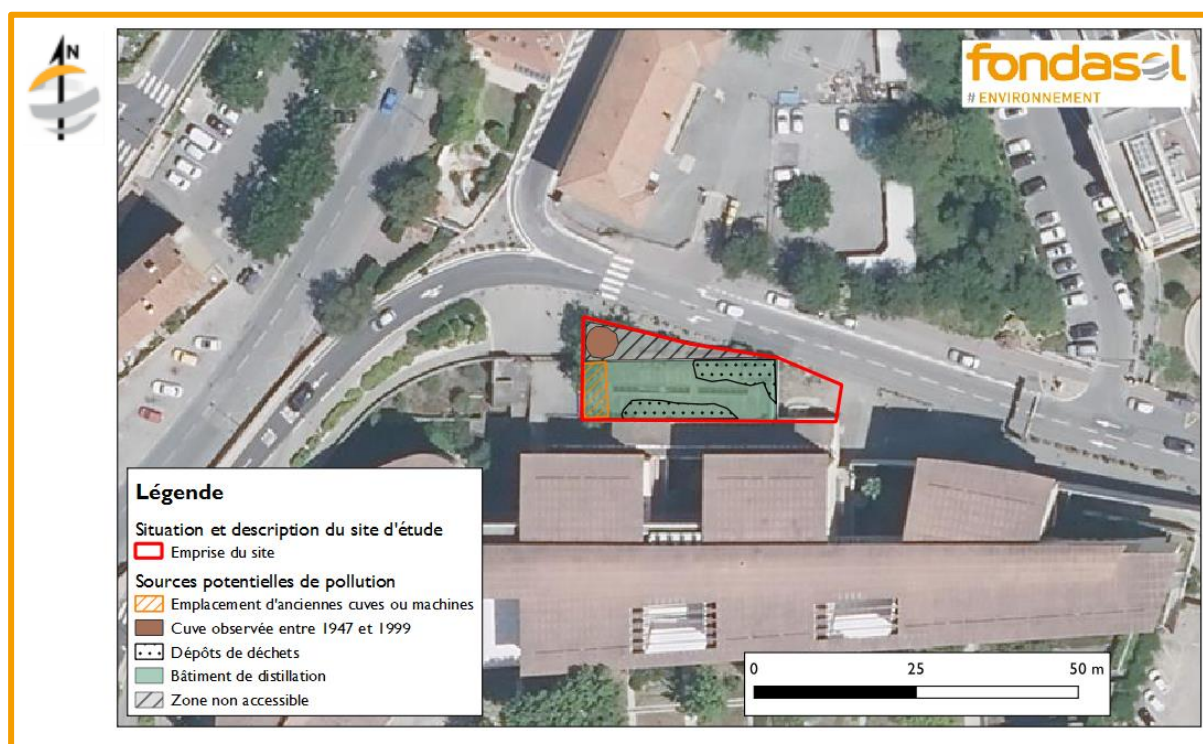 N
fondasol
# ENVIRONNEMENT
Légende
Situation et description du site d'étude
Emprise du site
Sources potentielles de pollution
Emplacement d'anciennes cuves ou machines
Cuve observée entre 1947 et 1999
Dépôts de déchets
Bâtiment de distillation
Zone non accessible
0 25 50 m